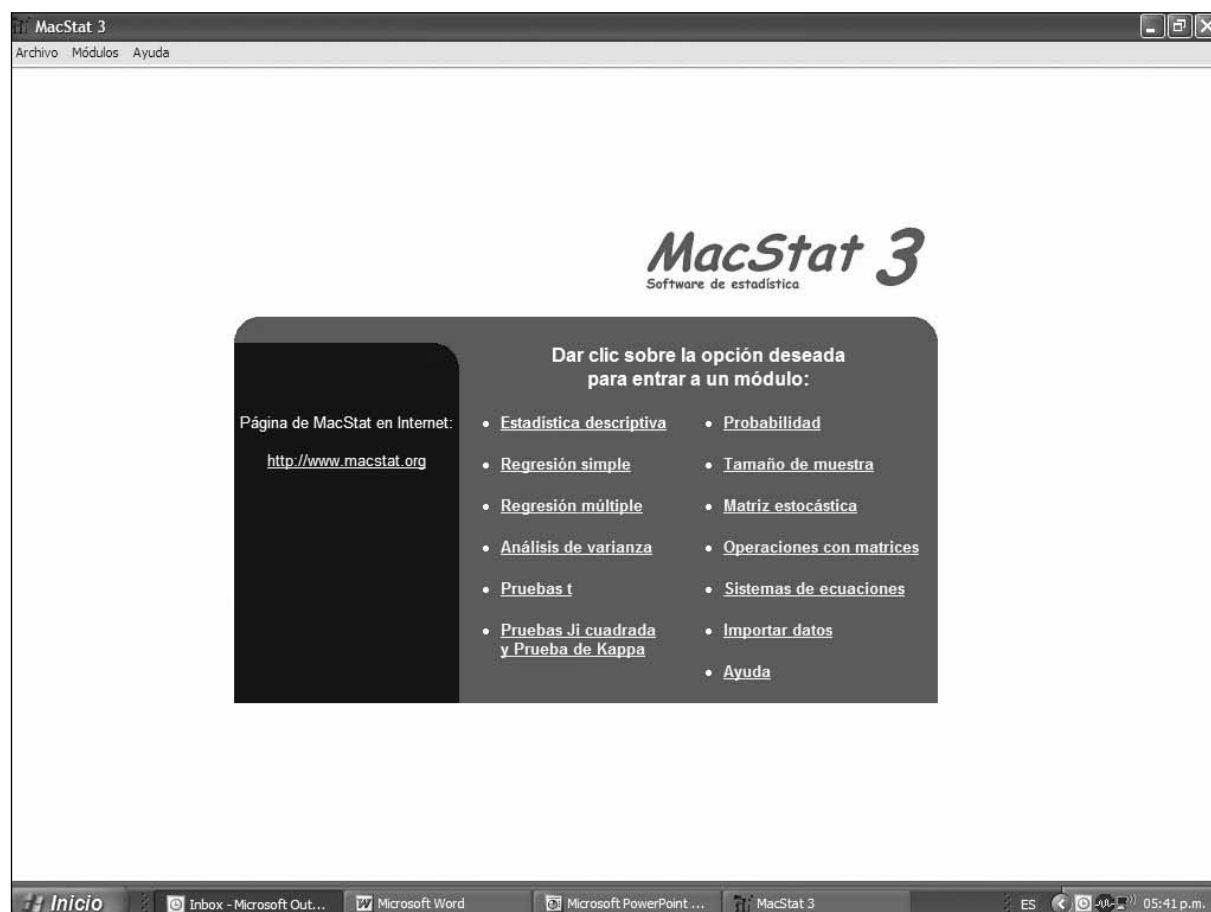 MacStat 3
Archivo Módulos Ayuda
MacStat 3
Software de estadística
Dar clic sobre la opción deseada
para entrar a un módulo:
Página de MacStat en Internet:
http://www.macstat.org
Estadística descriptiva
Regresión simple
Regresión múltiple
Análisis de varianza
Pruebas t
Pruebas Ji cuadrada
y Prueba de Kappa
Probabilidad
Tamaño de muestra
Matriz estocástica
Operaciones con matrices
Sistemas de ecuaciones
Importar datos
Ayuda
Inicio
Inbox - Microsoft Out...
Microsoft Word
Microsoft PowerPoint ...
MacStat 3
ES
05:41 p.m.